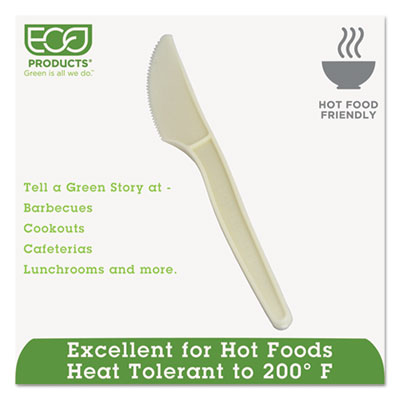 ECO
PRODUCTS®
Green is all we do.™
HOT FOOD
FRIENDLY
Tell a Green Story at -
Barbecues
Cookouts
Cafeterias
Lunchrooms and more.
Excellent for Hot Foods
Heat Tolerant to 200° F